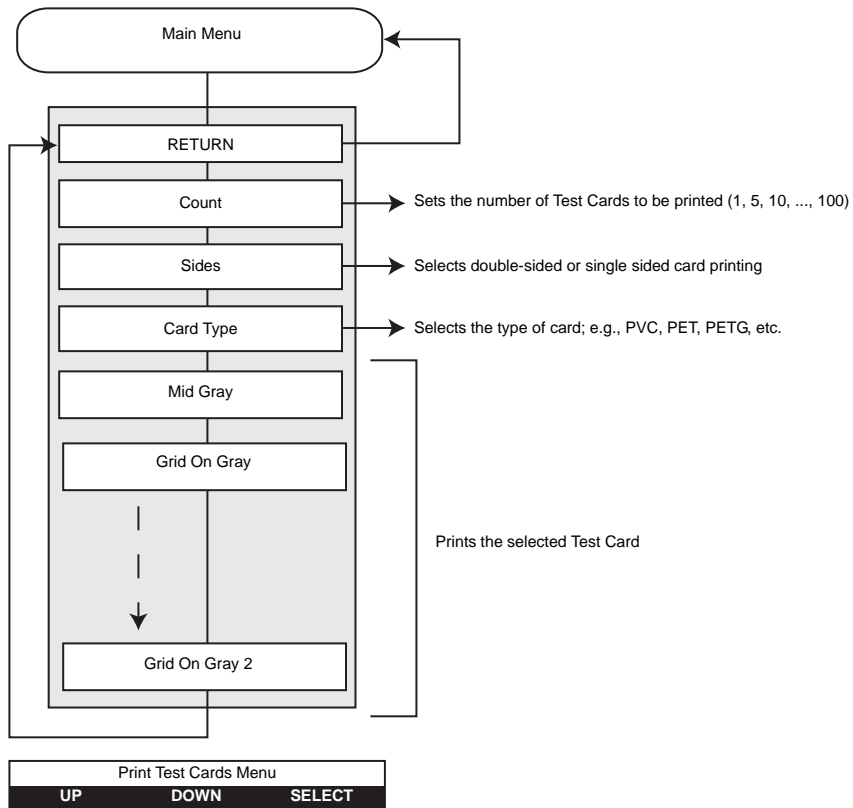 Main Menu
RETURN
Count
Sets the number of Test Cards to be printed (1, 5, 10, ..., 100)
Sides
Selects double-sided or single sided card printing
Card Type
Selects the type of card; e.g., PVC, PET, PETG, etc.
Mid Gray
Grid On Gray
Prints the selected Test Card
Grid On Gray 2
Print Test Cards Menu
UP DOWN SELECT